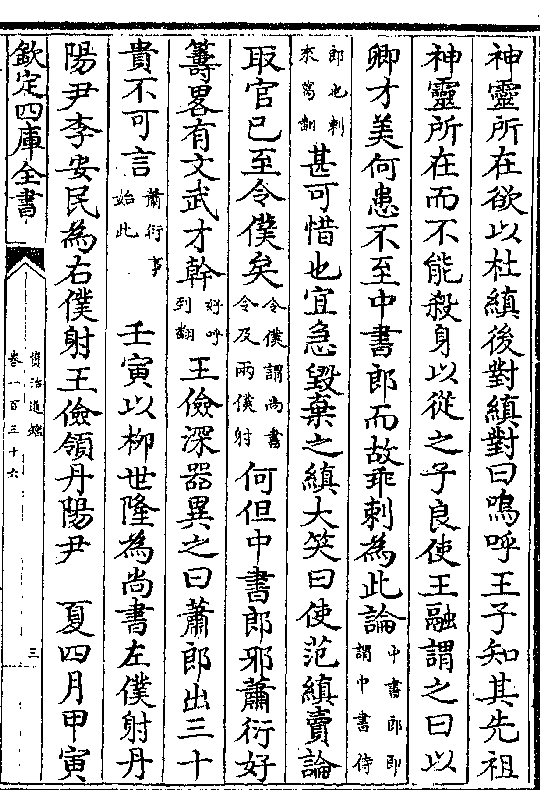 神靈所在欲以杜縝後對縝對曰嗚呼王子知其先祖
神靈所在而不能殺身以從之子良使王融謂之曰以
卿才美何患不至中書郎而故乖剌為此論中書郎即謂中書侍
郎也剌來曷翻甚可惜也宜急毀棄之縝大笑曰使范縝賣論
取官已至令僕矣令僕謂尚書令及兩僕射何但中書郎邪蕭衍好
籌畧有文武才幹好呼到翻王儉深器異之曰蕭郎出三十
貴不可言蕭衍事始此 壬寅以柳世隆為尚書左僕射丹
陽尹李安民為右僕射王儉領丹陽尹 夏四月甲寅
欽定四庫全書
資治通鑑
卷一百三十六
三